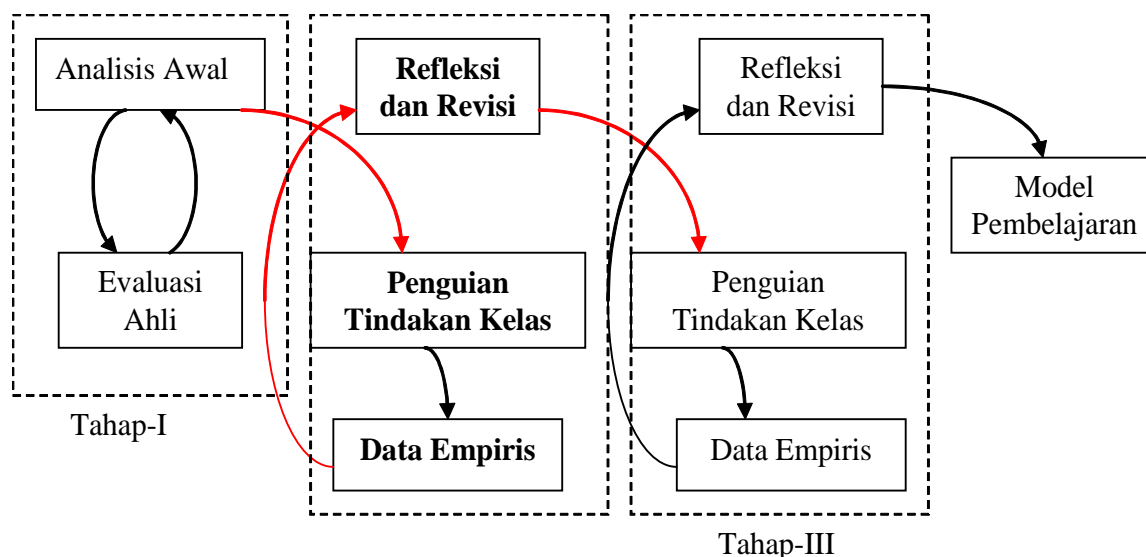 Analisis Awal
Evaluasi
Ahli
Tahap-I
Refleksi
dan Revisi
Penguian
Tindakan Kelas
Data Empiris
Refleksi
dan Revisi
Penguian
Tindakan Kelas
Data Empiris
Tahap-III
Model
Pembelajaran